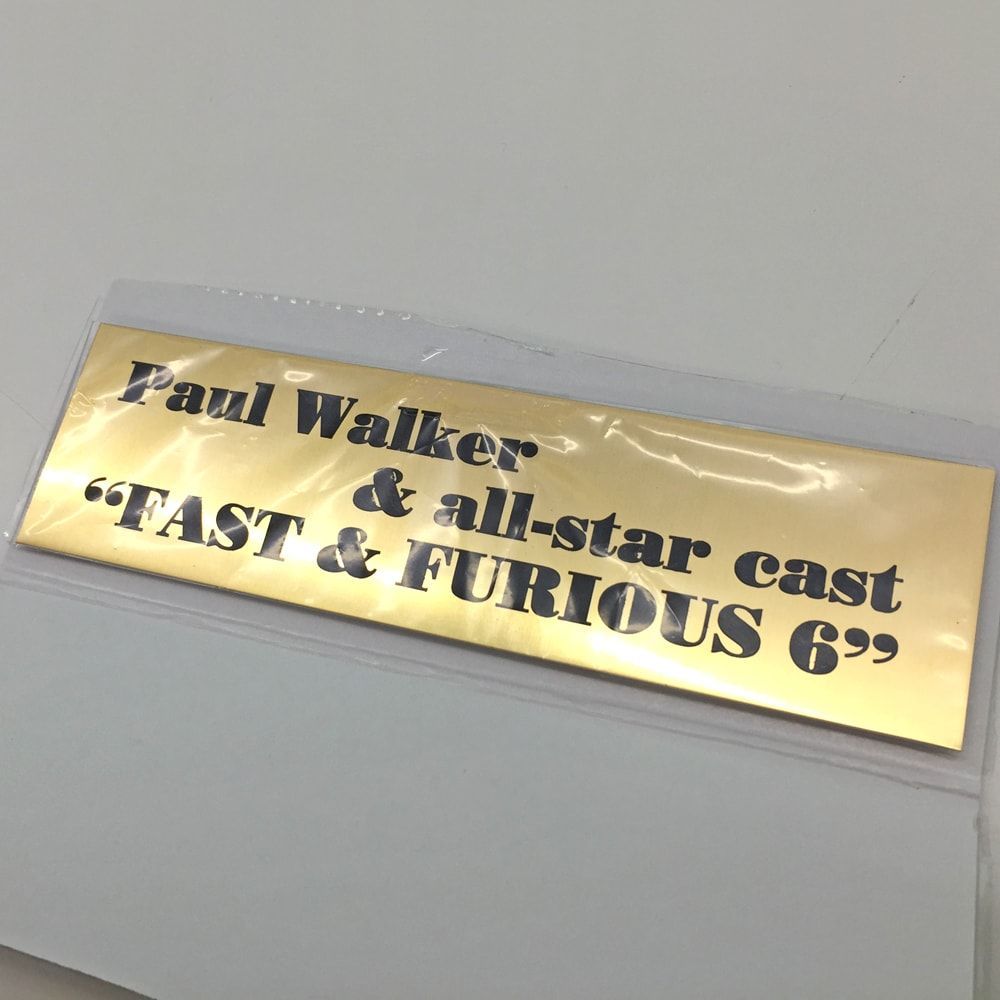 Paul Walker
& all-star cast
“FAST & FURIOUS 6”